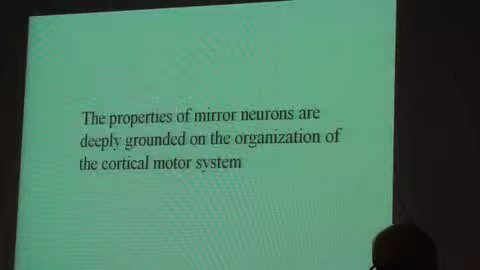 The properties of mirror neurons are
deeply grounded on the organization of
the cortical motor system